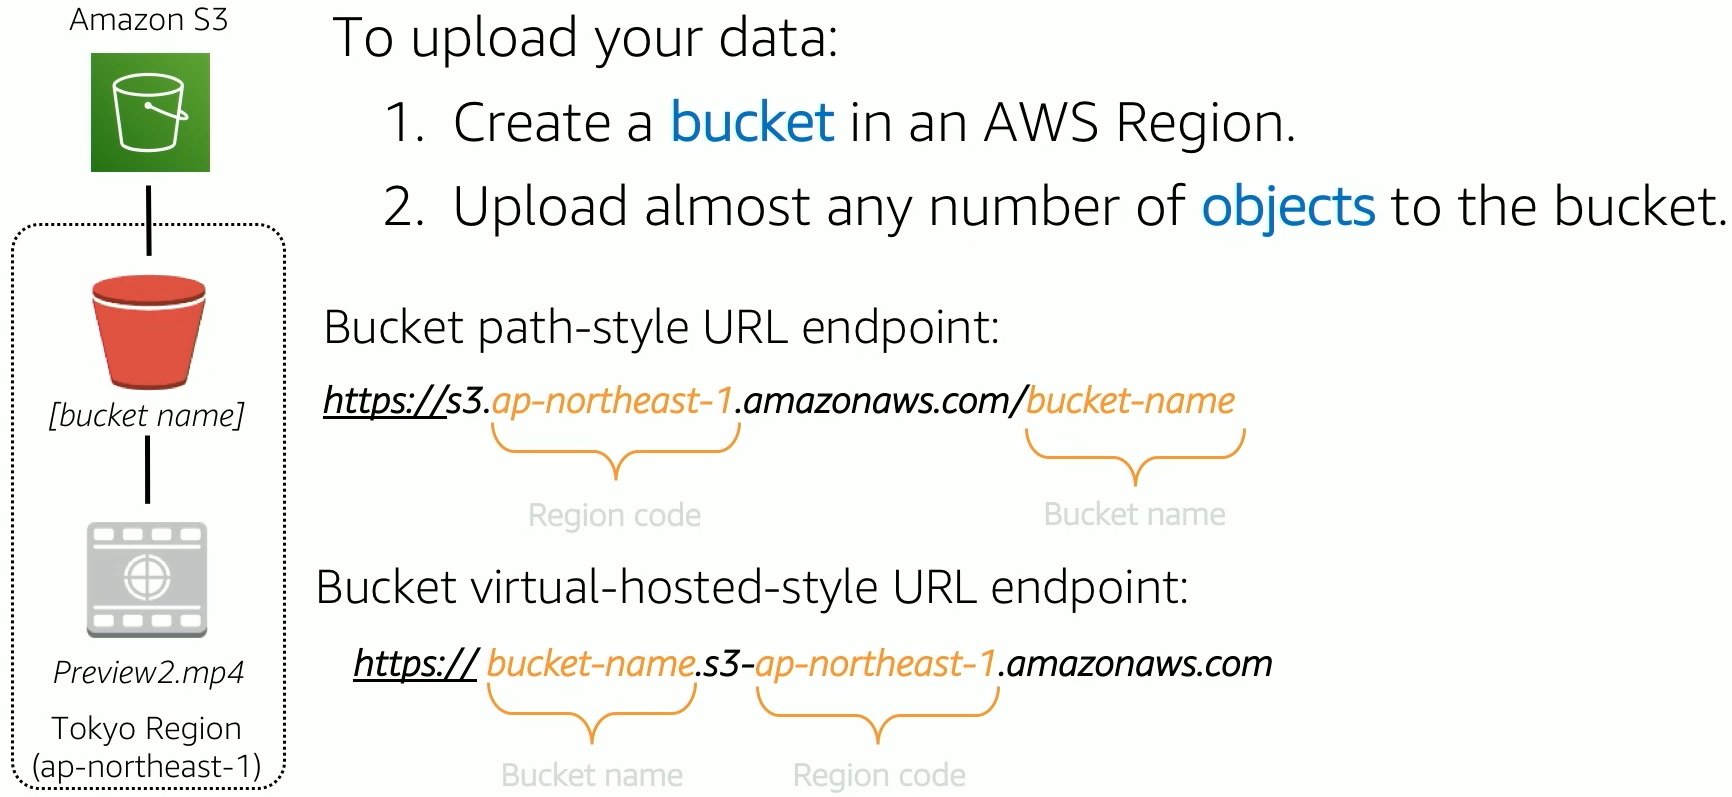 Amazon S3
To upload your data:
1. Create a bucket in an AWS Region.
2. Upload almost any number of objects to the bucket.
Bucket path-style URL endpoint:
https://s3.ap-northeast-1.amazonaws.com/bucket-name
[bucket name]
Region code
Bucket name
Bucket virtual-hosted-style URL endpoint:
https:// bucket-name.s3-ap-northeast-1.amazonaws.com
Preview2.mp4
Tokyo Region
(ap-northeast-1)
Bucket name
Region code